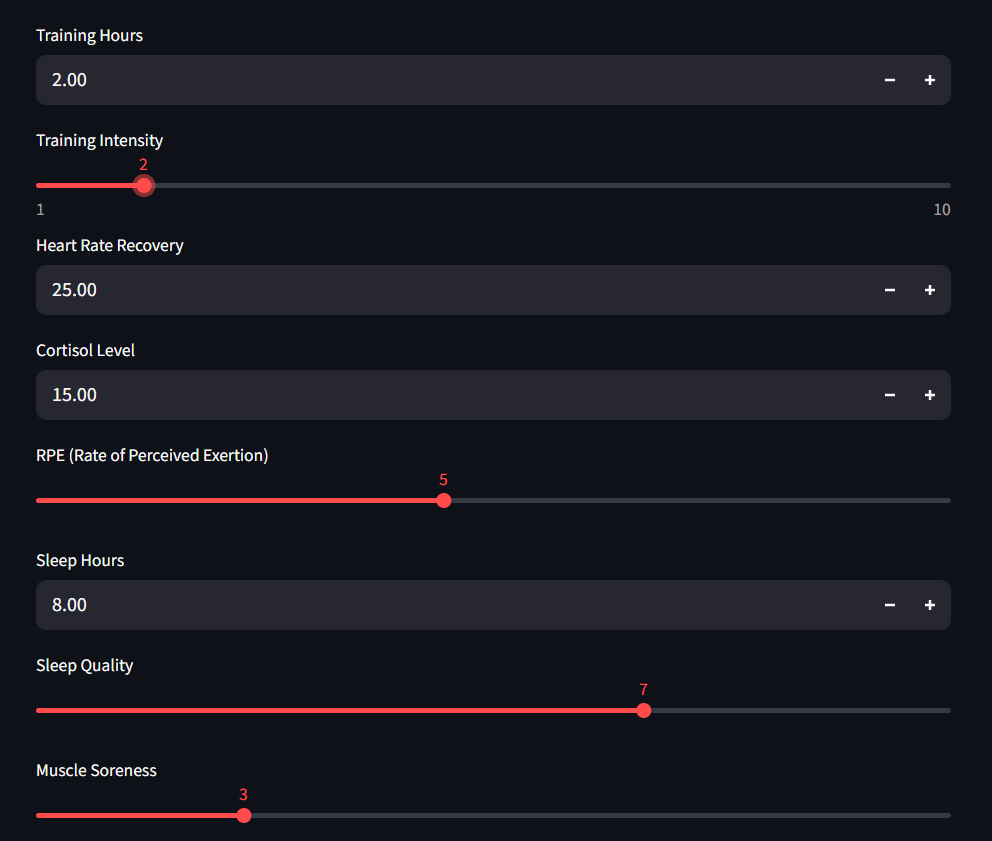 Training Hours
2.00
Training Intensity
2
1 10
Heart Rate Recovery
25.00
Cortisol Level
15.00
RPE (Rate of Perceived Exertion)
5
Sleep Hours
8.00
Sleep Quality
7
Muscle Soreness
3